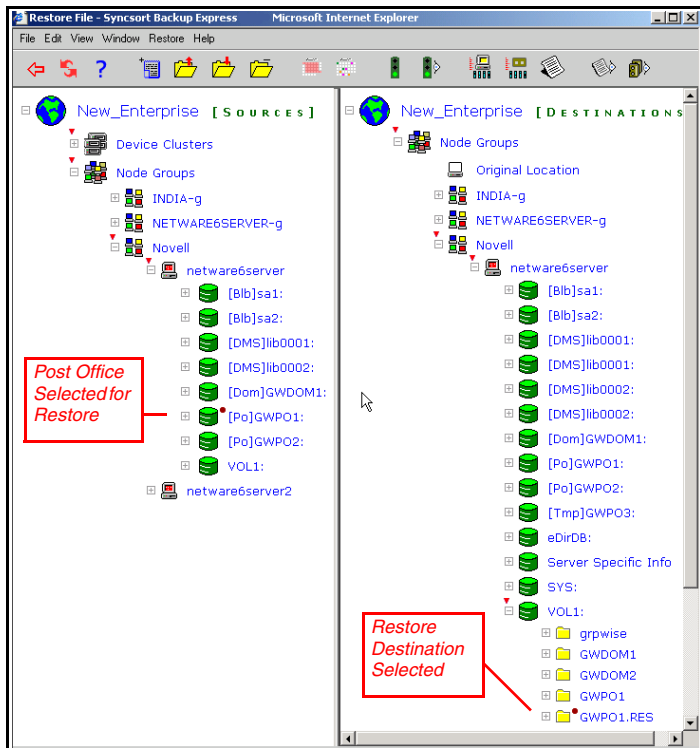 Restore File - Syncsort Backup Express Microsoft Internet Explorer
File Edit View Window Restore Help
New_Enterprise [SOURCES]
Device Clusters
Node Groups
INDIA-g
NETWARE6SERVER-g
Novell
netware6server
[Blb]sa1:
[Blb]sa2:
[DMS]lib0001:
[DMS]lib0002:
[Dom]GWDOM1:
[Po]GWPO1:
[Po]GWPO2:
VOL1:
netware6server2
Post Office
Selected for
Restore
New_Enterprise [DESTINATIONS
Node Groups
Original Location
INDIA-g
NETWARE6SERVER-g
Novell
netware6server
[Blb]sa1:
[Blb]sa2:
[DMS]lib0001:
[DMS]lib0001:
[DMS]lib0002:
[DMS]lib0002:
[Dom]GWDOM1:
[Po]GWPO1:
[Po]GWPO2:
[Tmp]GWPO3:
eDirDB:
Server Specific Info
SYS:
VOL1:
grpwise
GWDOM1
GWDOM2
GWPO1
GWPO1.RES
Restore
Destination
Selected